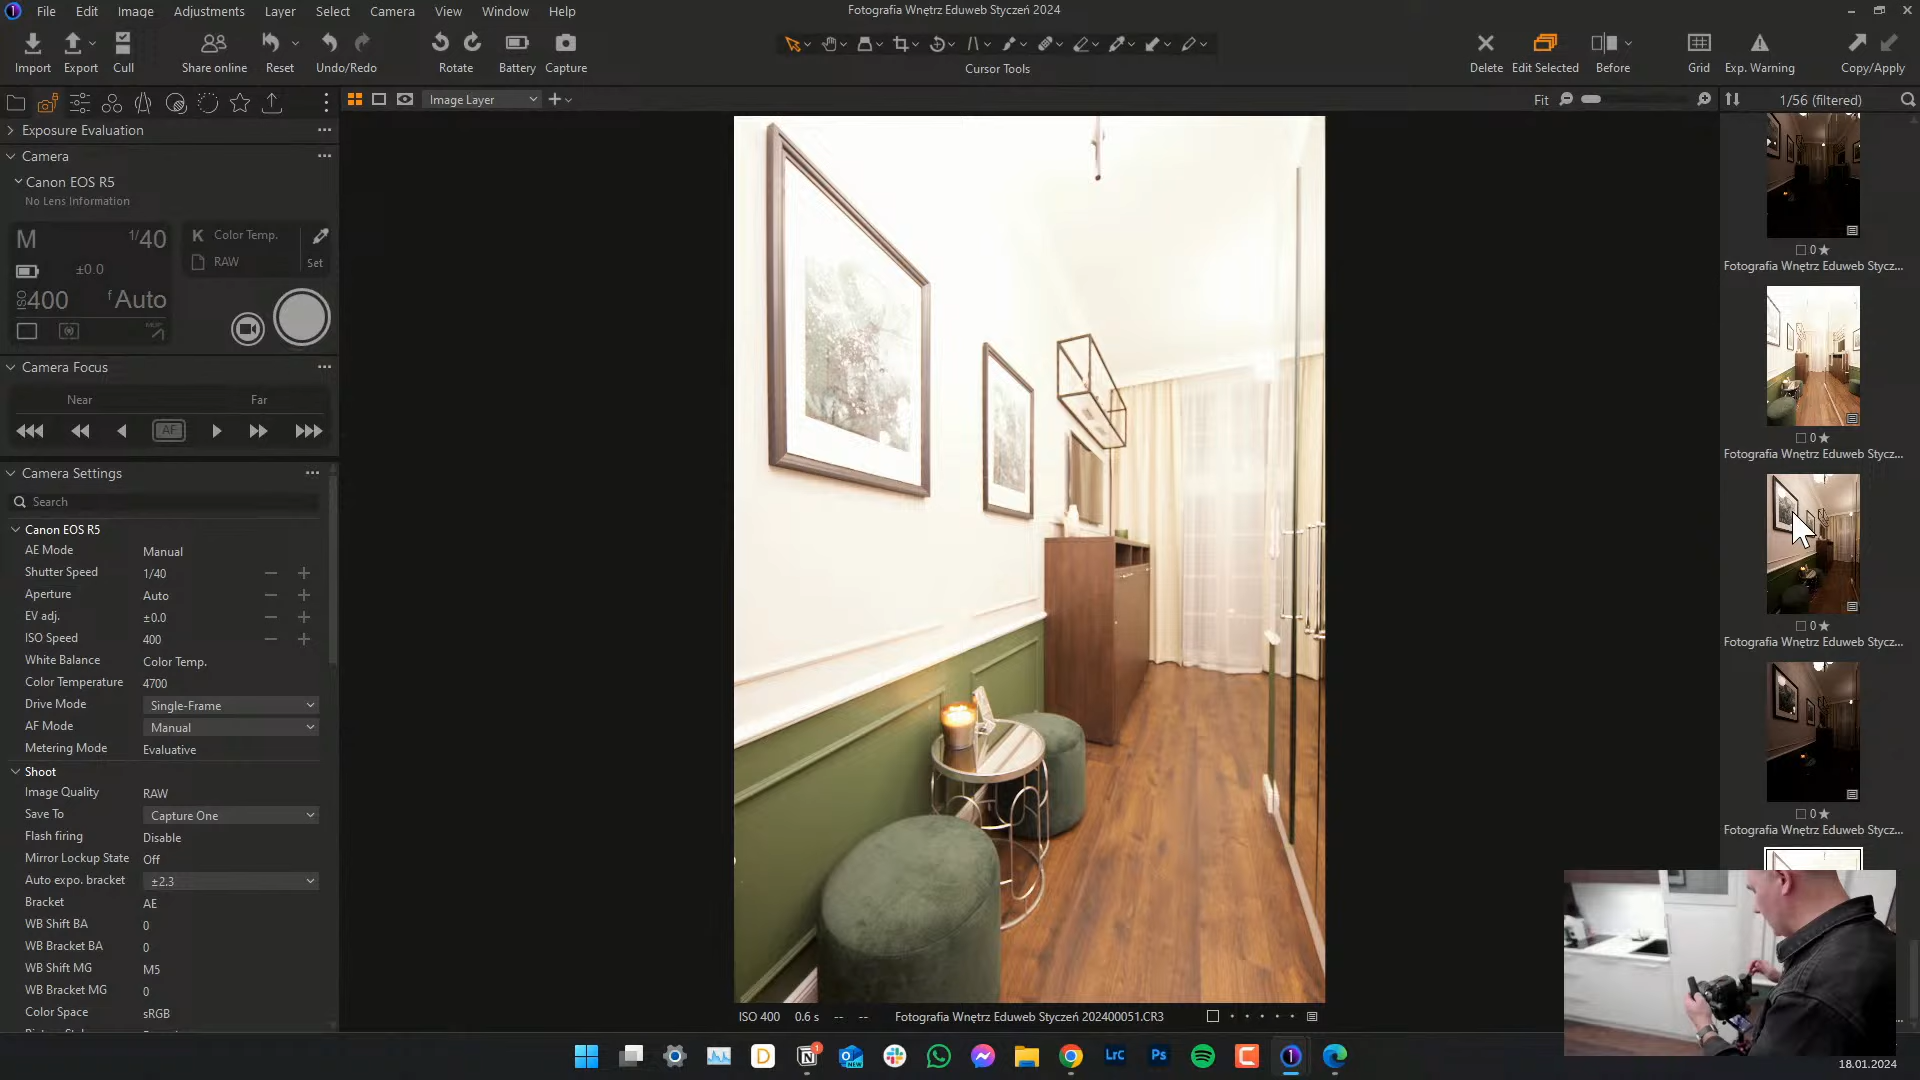 File Edit Image Adjustments Layer Select Camera View Window Help
Fotografia Wnętrz Eduweb Styczeń 2024
Import Export Cull Share online Reset Undo/Redo Rotate Battery Capture
Cursor Tools
Delete Edit Selected Before Grid Exp. Warning Copy/Apply
Image Layer
Fit
1/56 (filtered)
Exposure Evaluation
Camera
Canon EOS R5
No Lens Information
M 1/40
±0.0
ISO 400 f Auto
K Color Temp.
RAW
Set
Camera Focus
Near Far
AF
Camera Settings
Search
Canon EOS R5
AE Mode Manual
Shutter Speed 1/40
Aperture Auto
EV adj. ±0.0
ISO Speed 400
White Balance Color Temp.
Color Temperature 4700
Drive Mode Single-Frame
AF Mode Manual
Metering Mode Evaluative
Shoot
Image Quality RAW
Save To Capture One
Flash firing Disable
Mirror Lockup State Off
Auto expo. bracket ±2.3
Bracket AE
WB Shift BA 0
WB Bracket BA 0
WB Shift MG M5
WB Bracket MG 0
Color Space sRGB
ISO 400 0.6 s -- -- Fotografia Wnętrz Eduweb Styczeń 202400051.CR3
0
Fotografia Wnętrz Eduweb Stycz...
0
Fotografia Wnętrz Eduweb Stycz...
0
Fotografia Wnętrz Eduweb Stycz...
0
Fotografia Wnętrz Eduweb Stycz...
D N 1 NEW LrC Ps C 1
18.01.2024